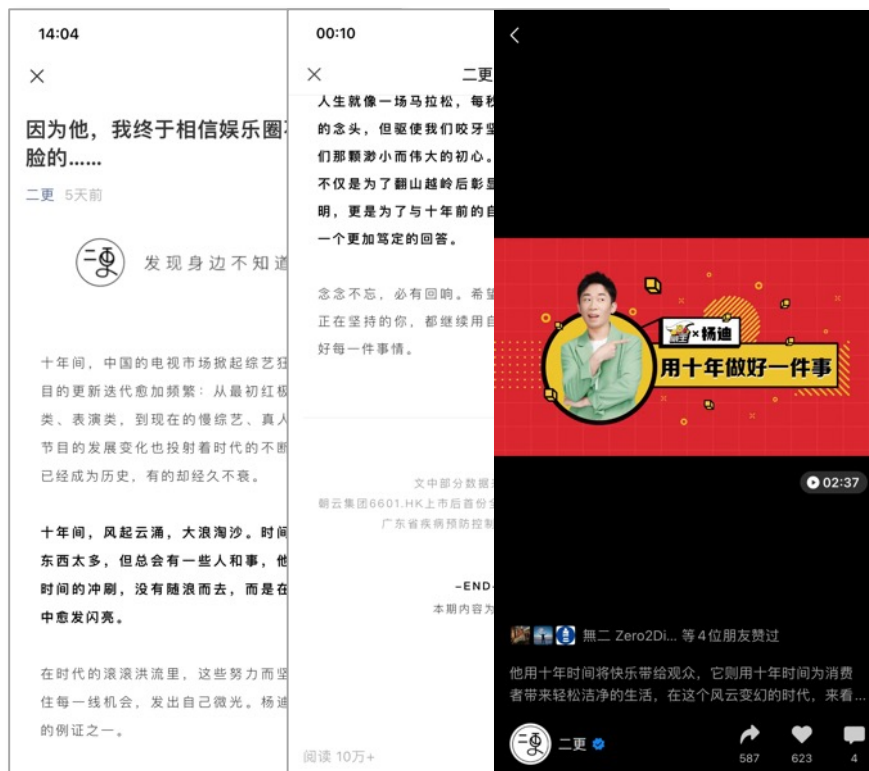 14:04
因为他，我终于相信娱乐圈
脸的……
二更 5天前
二更
发现身边不知道
十年间，中国的电视市场掀起综艺
目的更新迭代愈加频繁：从最初红极
类、表演类，到现在的慢综艺、真人
节目的发展变化也投射着时代的不断
已经成为历史，有的却经久不衰。
十年间，风起云涌，大浪淘沙。时间
东西太多，但总会有一些人和事，他
时间的冲刷，没有随浪而去，而是在
中愈发闪亮。
在时代的滚滚洪流里，这些努力而坚
住每一线机会，发出自己微光。杨迪
的例证之一。
00:10
二更
人生就像一场马拉松，每秒
的念头，但驱使我们咬牙坚
们那颗渺小而伟大的初心。
不仅是为了翻山越岭后彰显
明，更是为了与十年前的自
一个更加笃定的回答。
念念不忘，必有回响。希望
正在坚持的你，都继续用自
好每一件事情。
文中部分数据
朝云集团6601.HK上市后首份
广东省疾病预防控制
–END
本期内容为
阅读 10万+
×杨迪
用十年做好一件事
02:37
無二 Zero2Di... 等4位朋友赞过
他用十年时间将快乐带给观众，它则用十年时间为消费
者带来轻松洁净的生活，在这个风云变幻的时代，来看...
二更
二更
587
623
4